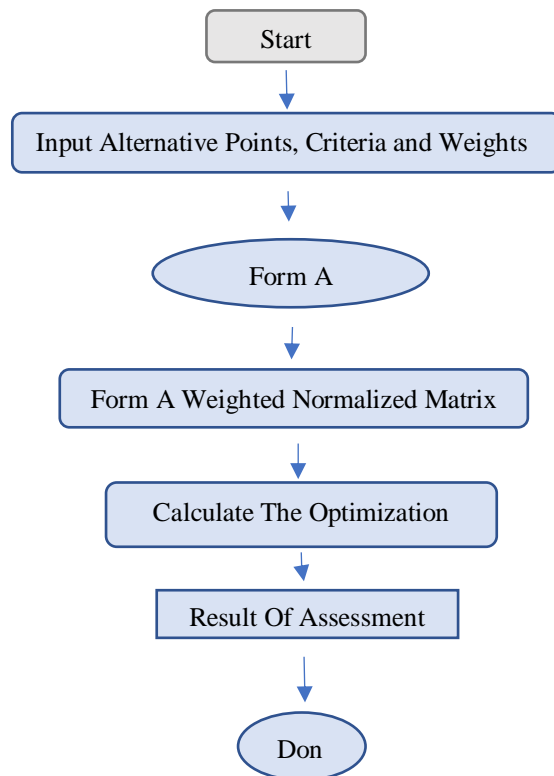 Start
Input Alternative Points, Criteria and Weights
Form A
Form A Weighted Normalized Matrix
Calculate The Optimization
Result Of Assessment
Don